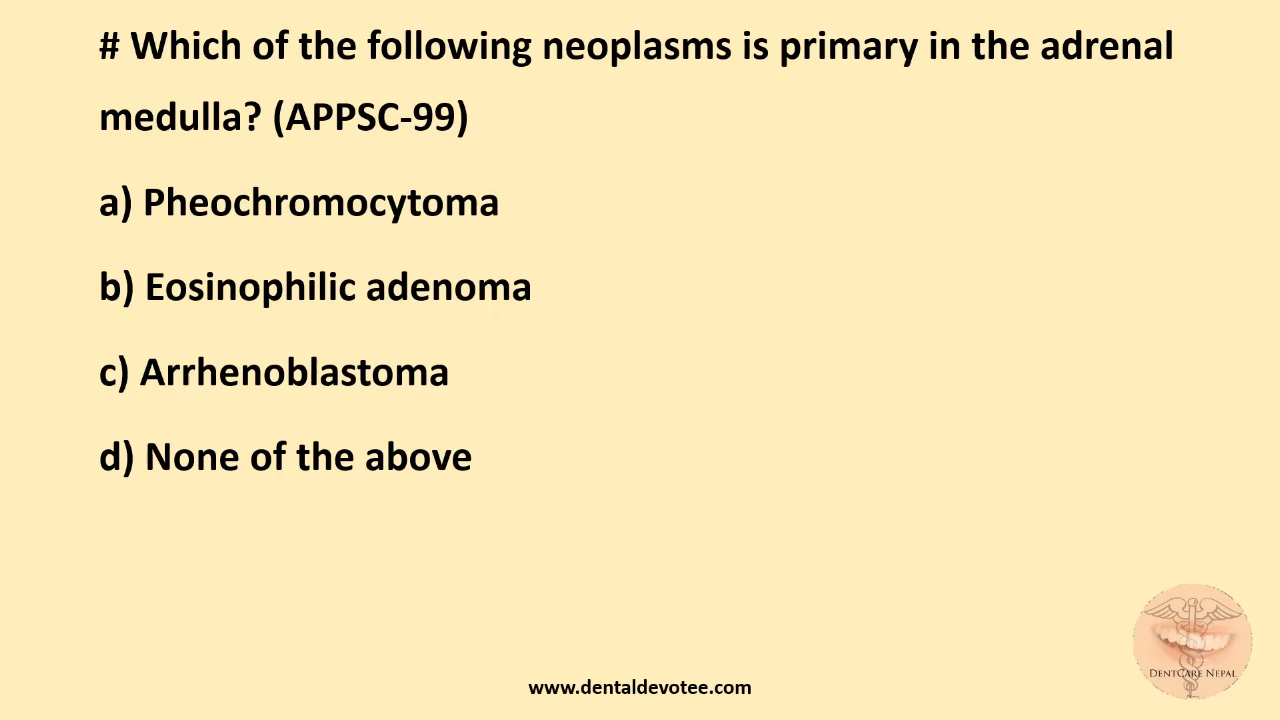 # Which of the following neoplasms is primary in the adrenal
medulla? (APPSC-99)
a) Pheochromocytoma
b) Eosinophilic adenoma
c) Arrhenoblastoma
d) None of the above
DentCare Nepal
www.dentaldevotee.com